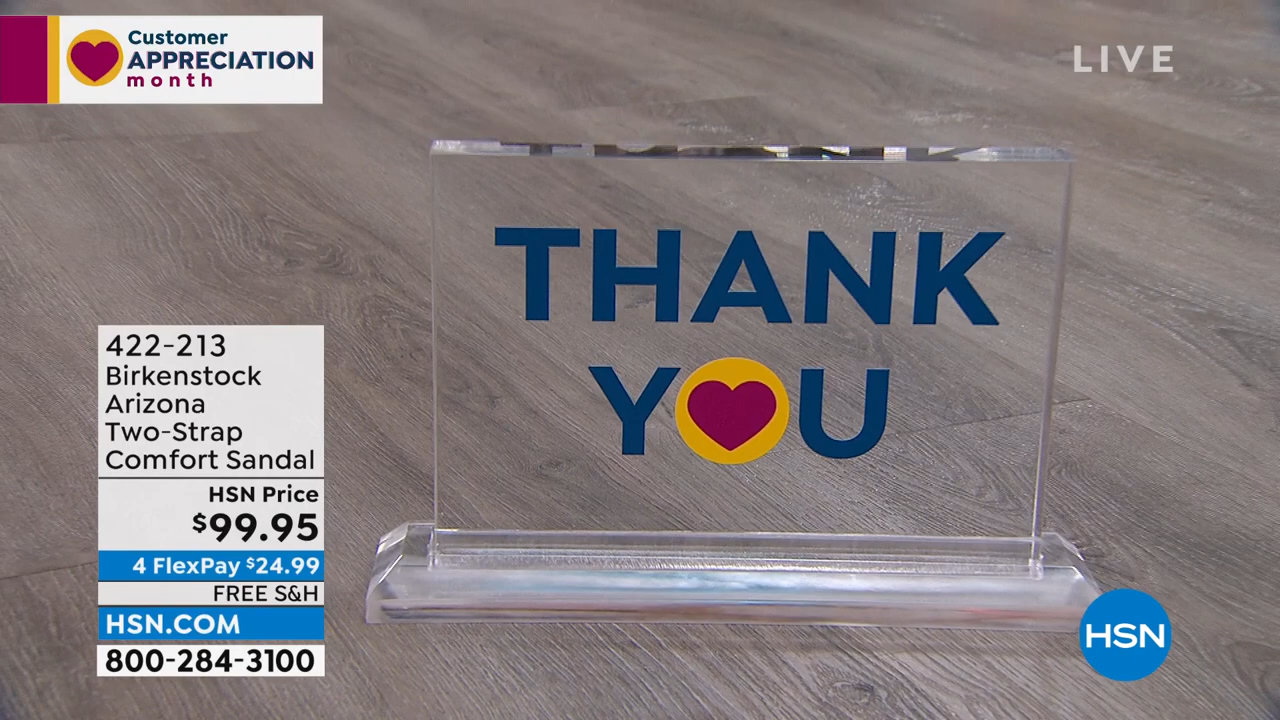 Customer
APPRECIATION
month
LIVE
THANK
YOU
422-213
Birkenstock
Arizona
Two-Strap
Comfort Sandal
HSN Price
$99.95
4 FlexPay $24.99
FREE S&H
HSN.COM
800-284-3100
HSN